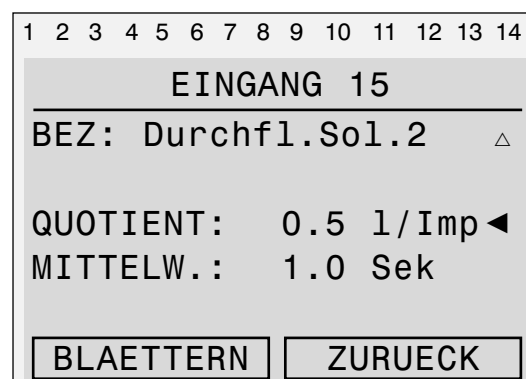 1 2 3 4 5 6 7 8 9 10 11 12 13 14
EINGANG 15
BEZ: Durchfl.Sol.2 △
QUOTIENT: 0.5 l/Imp ◄
MITTELW.: 1.0 Sek
BLAETTERN ZURUECK